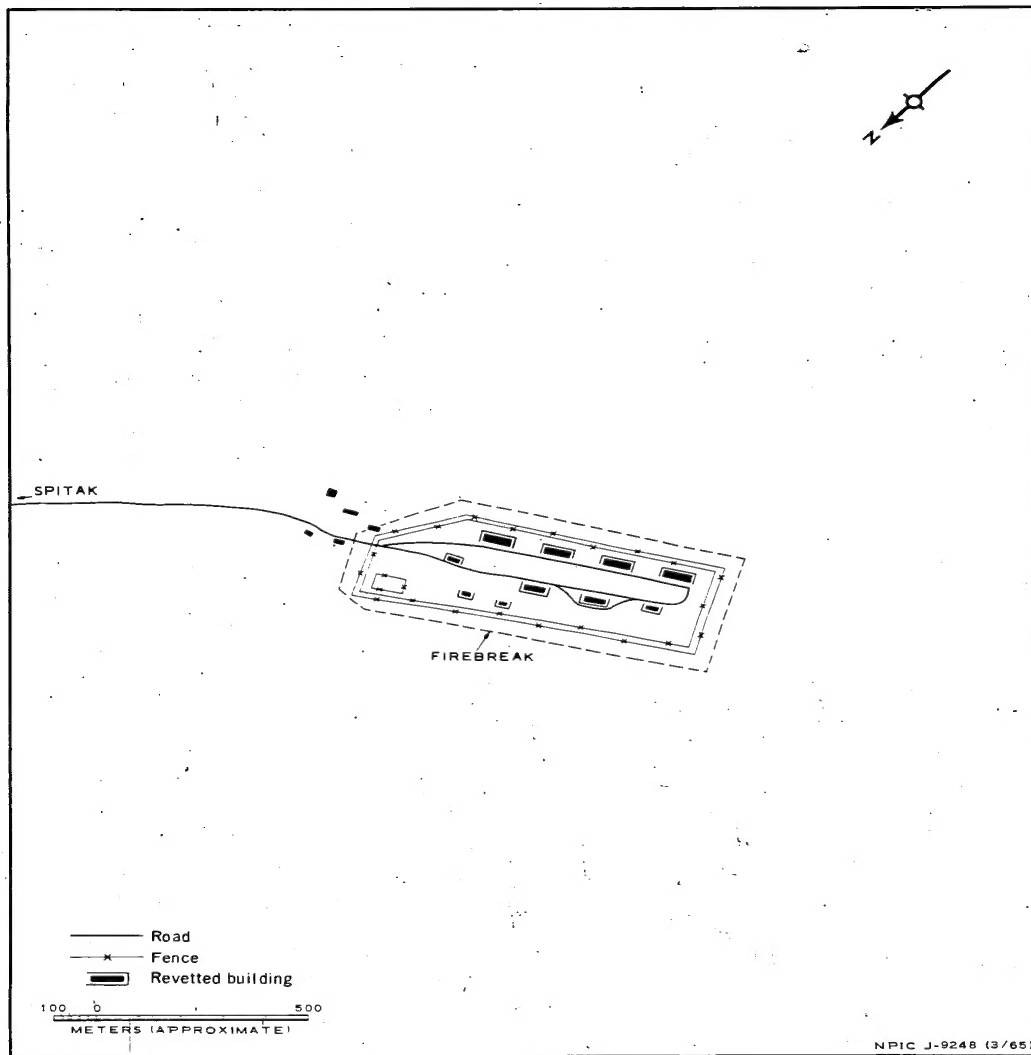 N
SPITAK
FIREBREAK
Road
Fence
Revetted building
100 0 500
METERS (APPROXIMATE)
NPIC J-9248 (3/65)